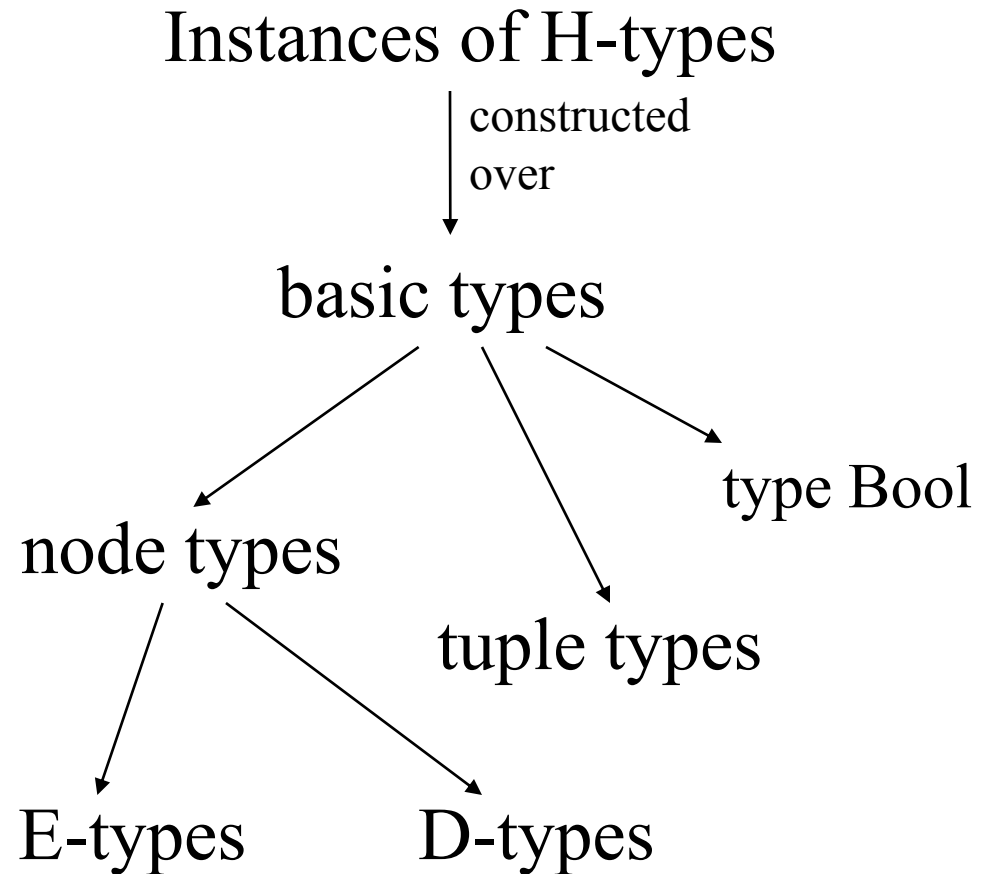 Instances of H-types
constructed
over
basic types
type Bool
node types
tuple types
E-types
D-types